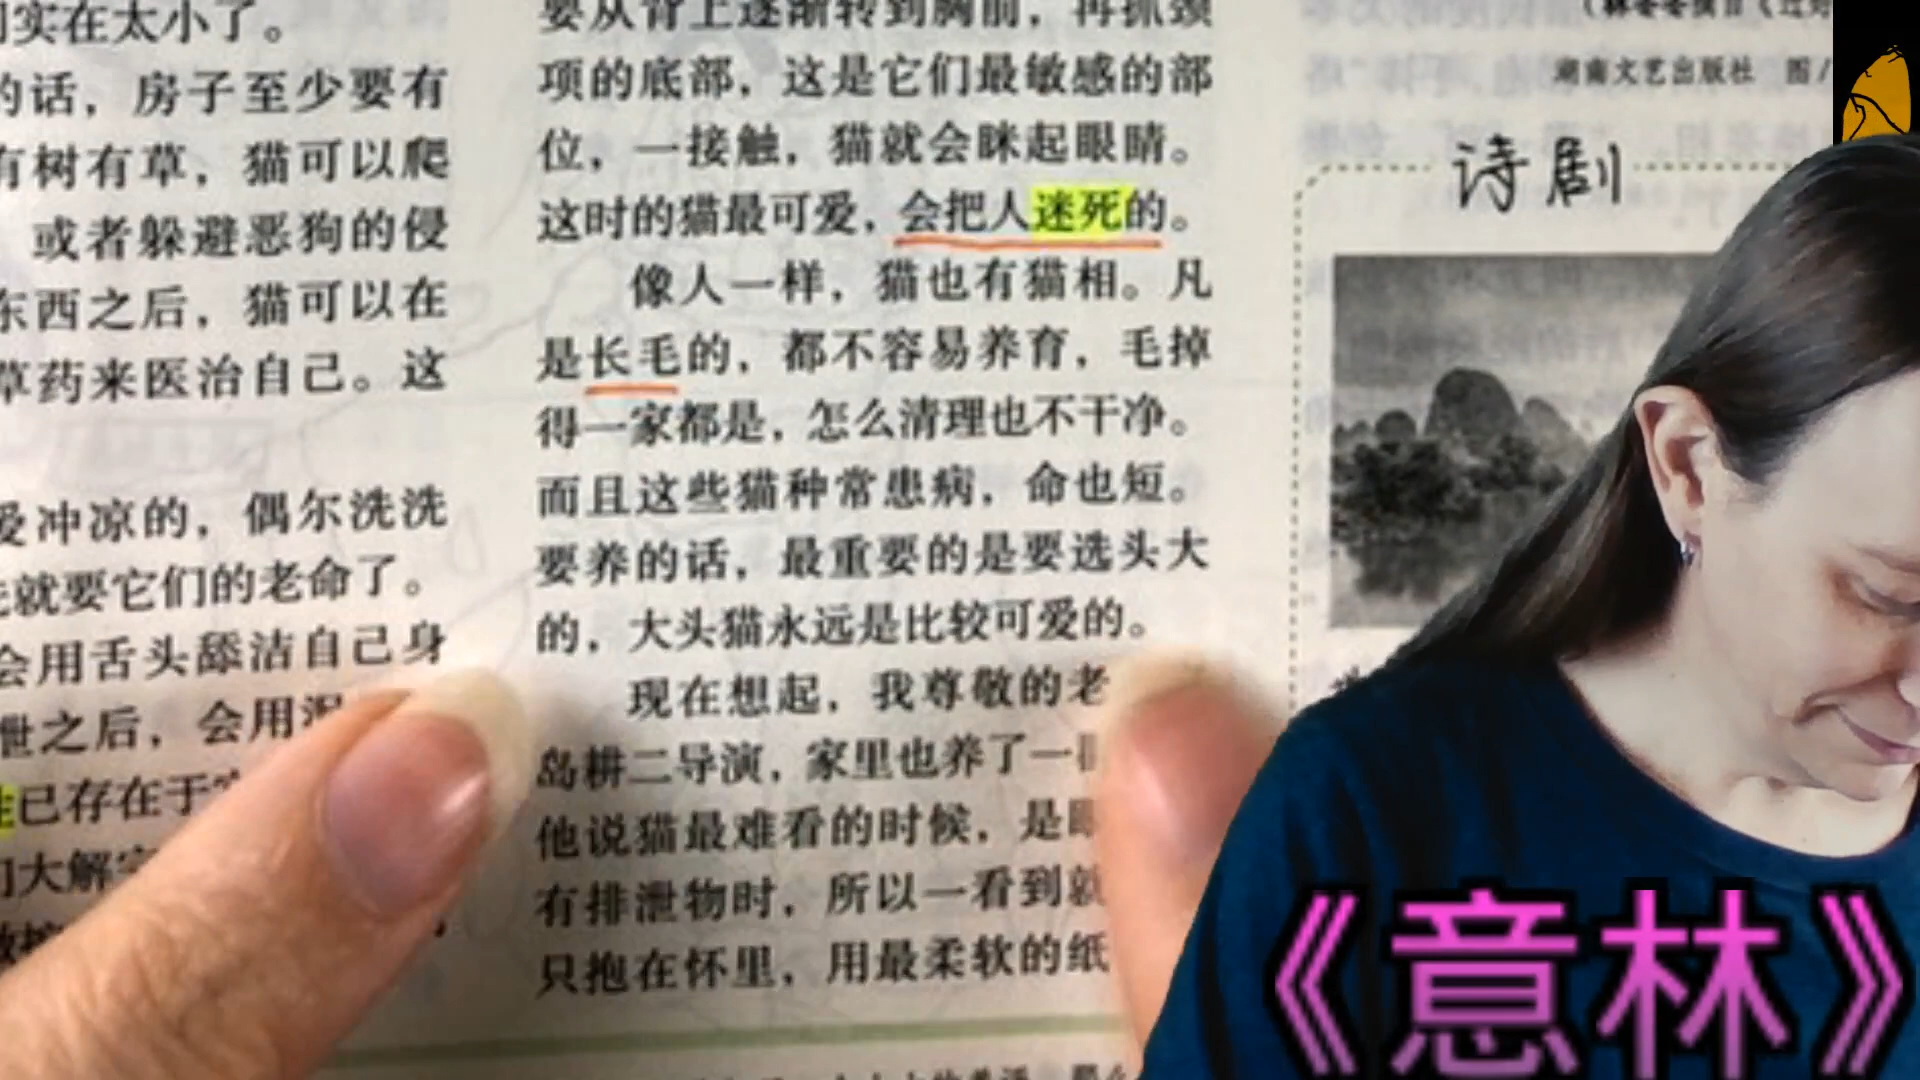 实在太小了。
的话，房子至少要有
有树有草，猫可以爬
或者躲避恶狗的侵
东西之后，猫可以在
草药来医治自己。这
爱冲凉的，偶尔洗洗
就要它们的老命了。
会用舌头舔洁自己身
泄之后，会用泥
已存在于
大解
要从背上逐渐转到胸前，再抓颈
项的底部，这是它们最敏感的部
位，一接触，猫就会眯起眼睛。
这时的猫最可爱，会把人迷死的。
像人一样，猫也有猫相。凡
是长毛的，都不容易养育，毛掉
得一家都是，怎么清理也不干净。
而且这些猫种常患病，命也短。
要养的话，最重要的是要选头大
的，大头猫永远是比较可爱的。
现在想起，我尊敬的老
岛耕二导演，家里也养了一
他说猫最难看的时候，是眼
有排泄物时，所以一看到就
只抱在怀里，用最柔软的纸
湖南文艺出版社 图/
诗剧
《意林》